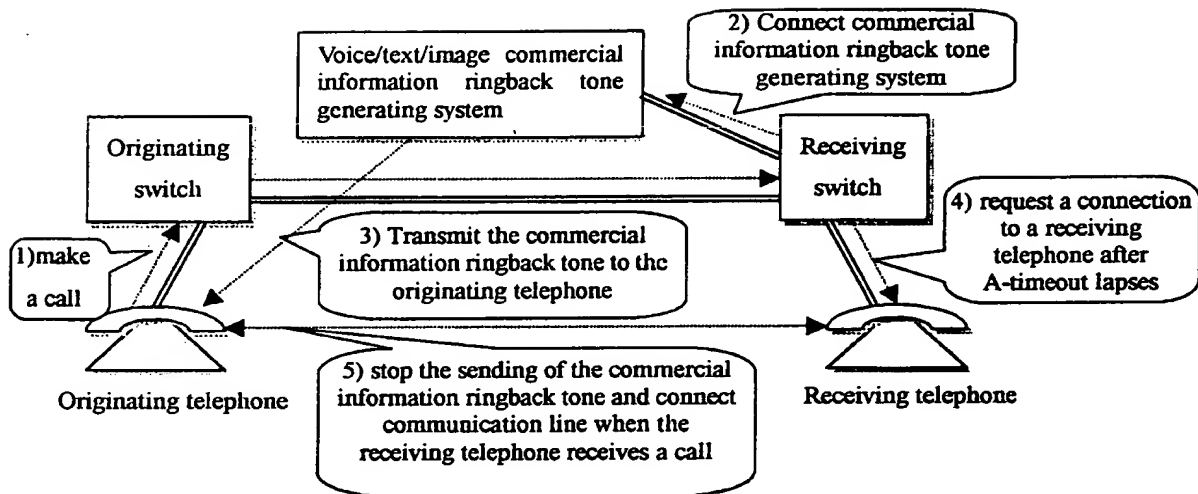 2) Connect commercial
information ringback tone
generating system
Voice/text/image commercial
information ringback tone
generating system
Originating
switch
Receiving
switch
1)make
a call
3) Transmit the commercial
information ringback tone to the
originating telephone
4) request a connection
to a receiving
telephone after
A-timeout lapses
5) stop the sending of the commercial
information ringback tone and connect
communication line when the
receiving telephone receives a call
Originating telephone
Receiving telephone